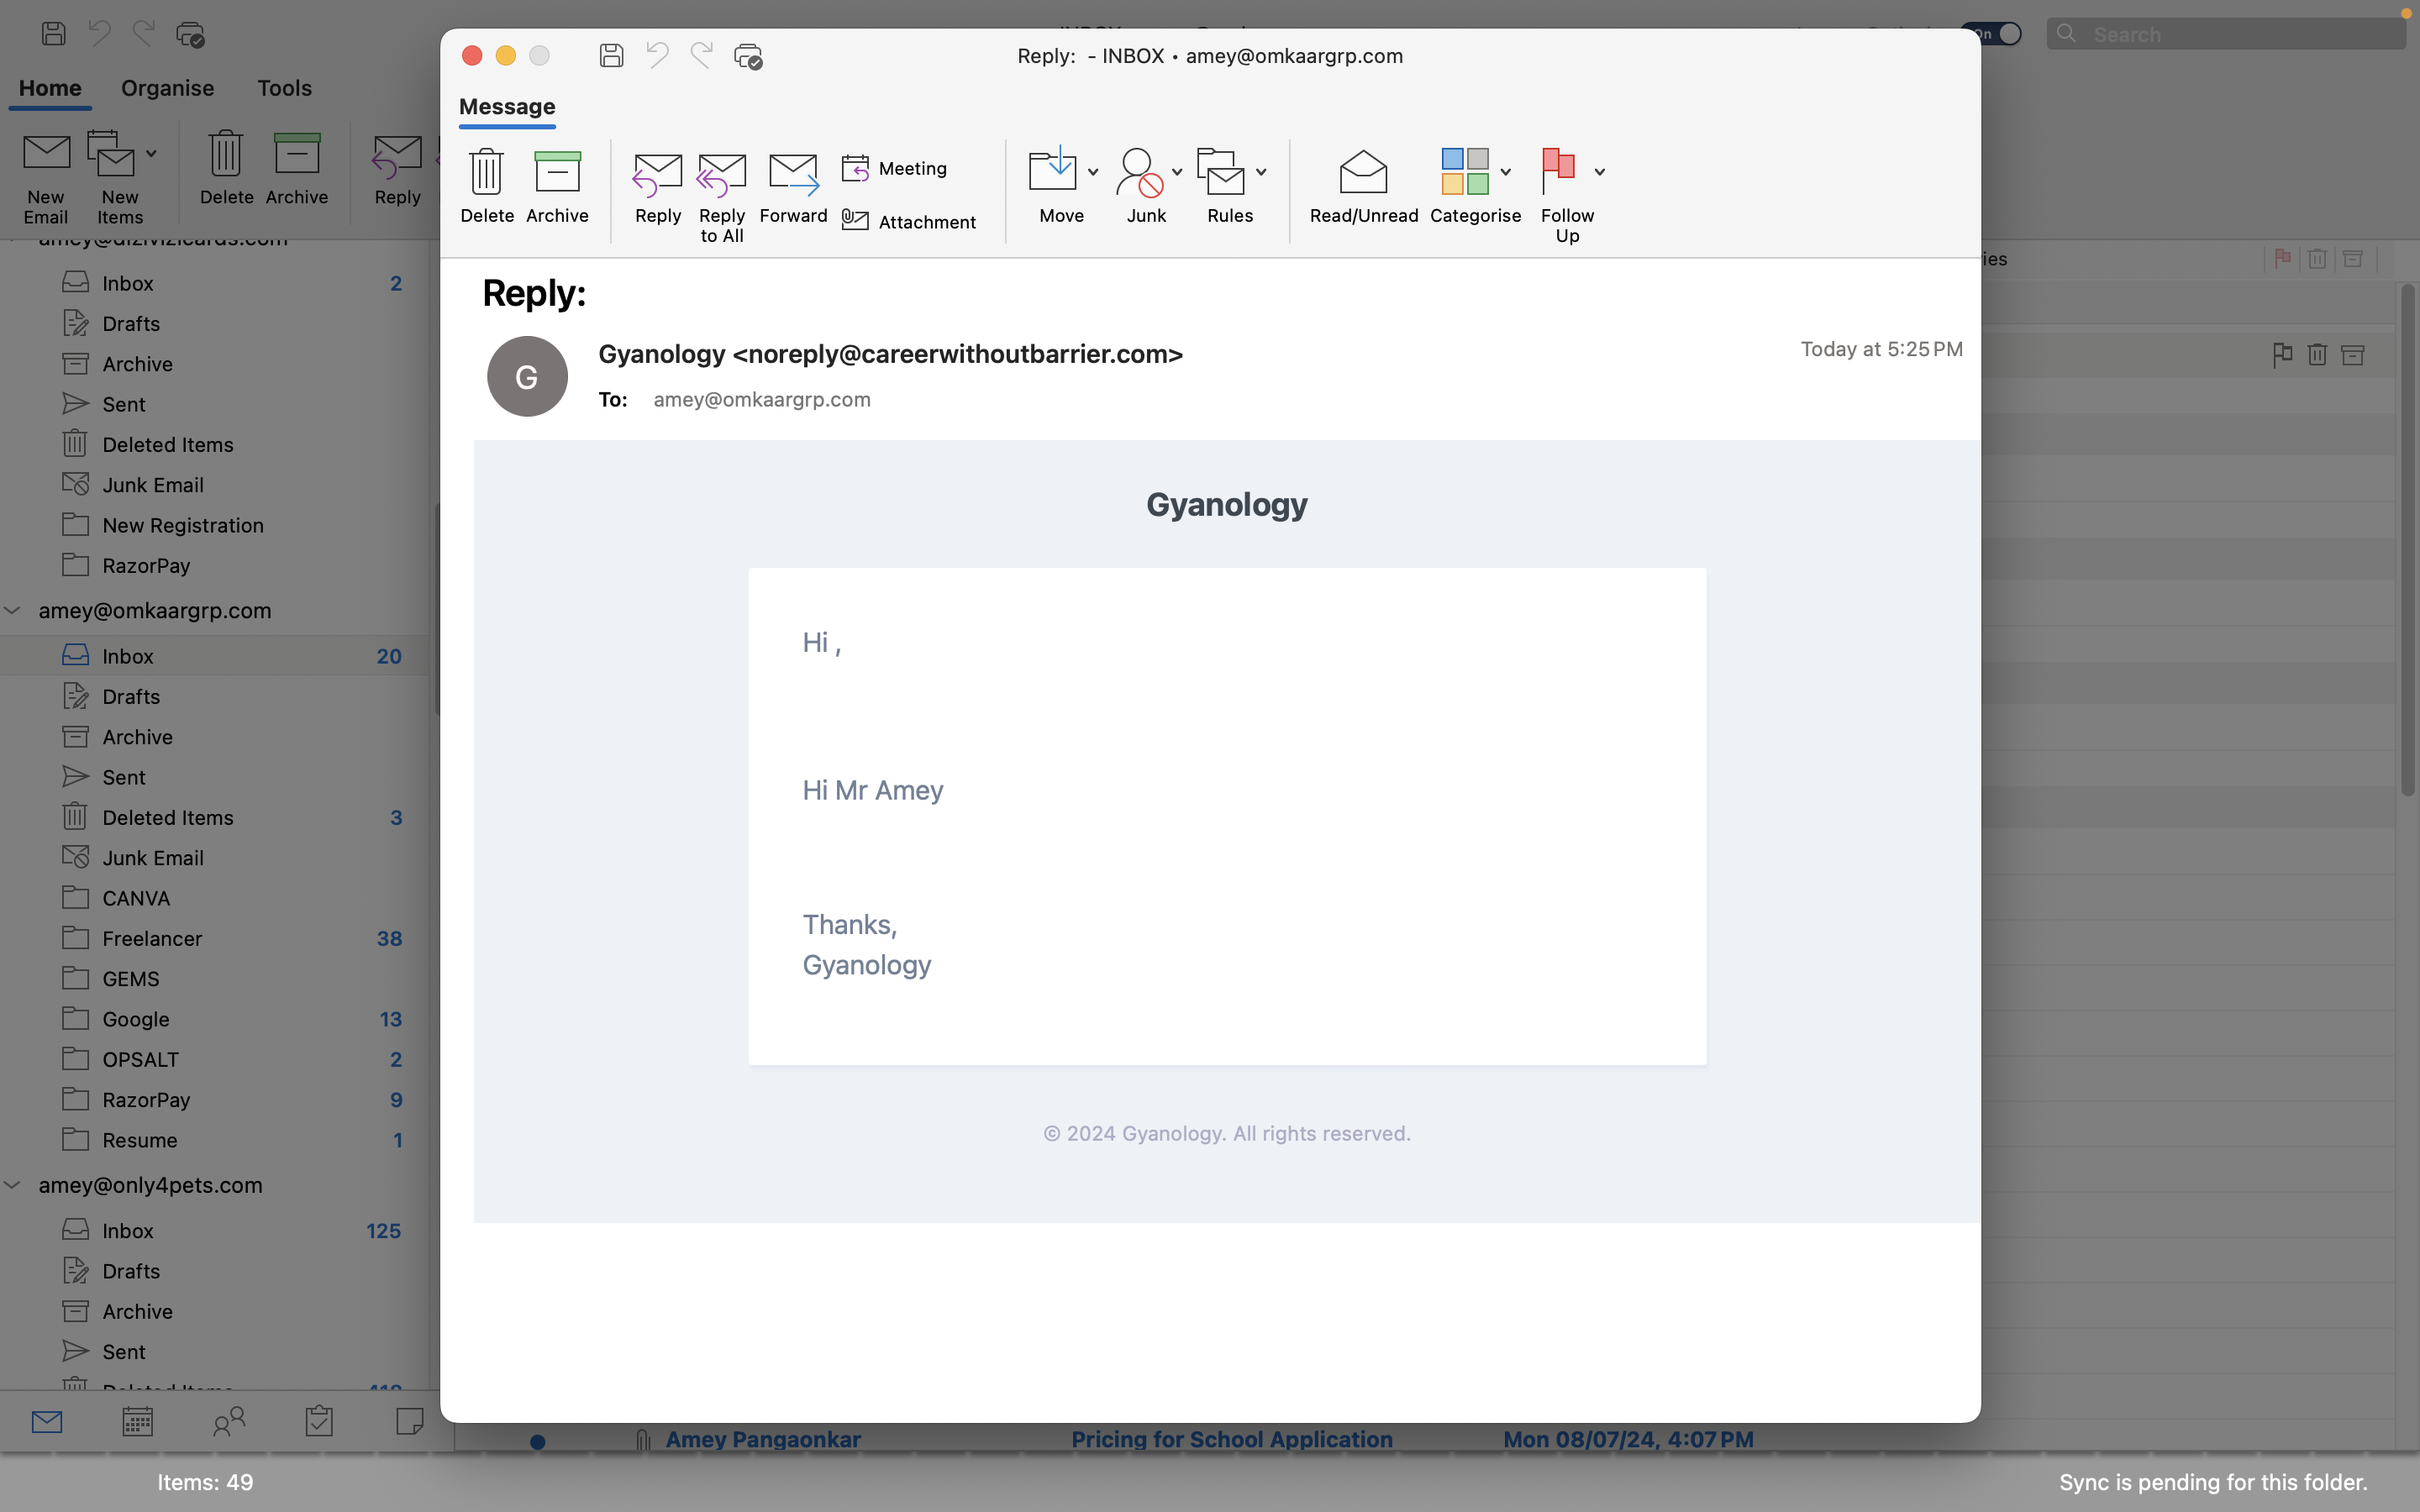 Search
Home Organise Tools
New Email
New Items
Delete
Archive
Reply
amey@dizivizicards.com
Inbox 2
Drafts
Archive
Sent
Deleted Items
Junk Email
New Registration
RazorPay
amey@omkaargrp.com
Inbox 20
Drafts
Archive
Sent
Deleted Items 3
Junk Email
CANVA
Freelancer 38
GEMS
Google 13
OPSALT 2
RazorPay 9
Resume 1
amey@only4pets.com
Inbox 125
Drafts
Archive
Sent
Deleted Items
Reply: - INBOX • amey@omkaargrp.com
Message
Delete
Archive
Reply
Reply to All
Forward
Meeting
Attachment
Move
Junk
Rules
Read/Unread
Categorise
Follow Up
Reply:
G
Gyanology <noreply@careerwithoutbarrier.com>
Today at 5:25 PM
To: amey@omkaargrp.com
Gyanology
Hi ,
Hi Mr Amey
Thanks,
Gyanology
© 2024 Gyanology. All rights reserved.
Amey Pangaonkar Pricing for School Application Mon 08/07/24, 4:07 PM
Items: 49
Sync is pending for this folder.